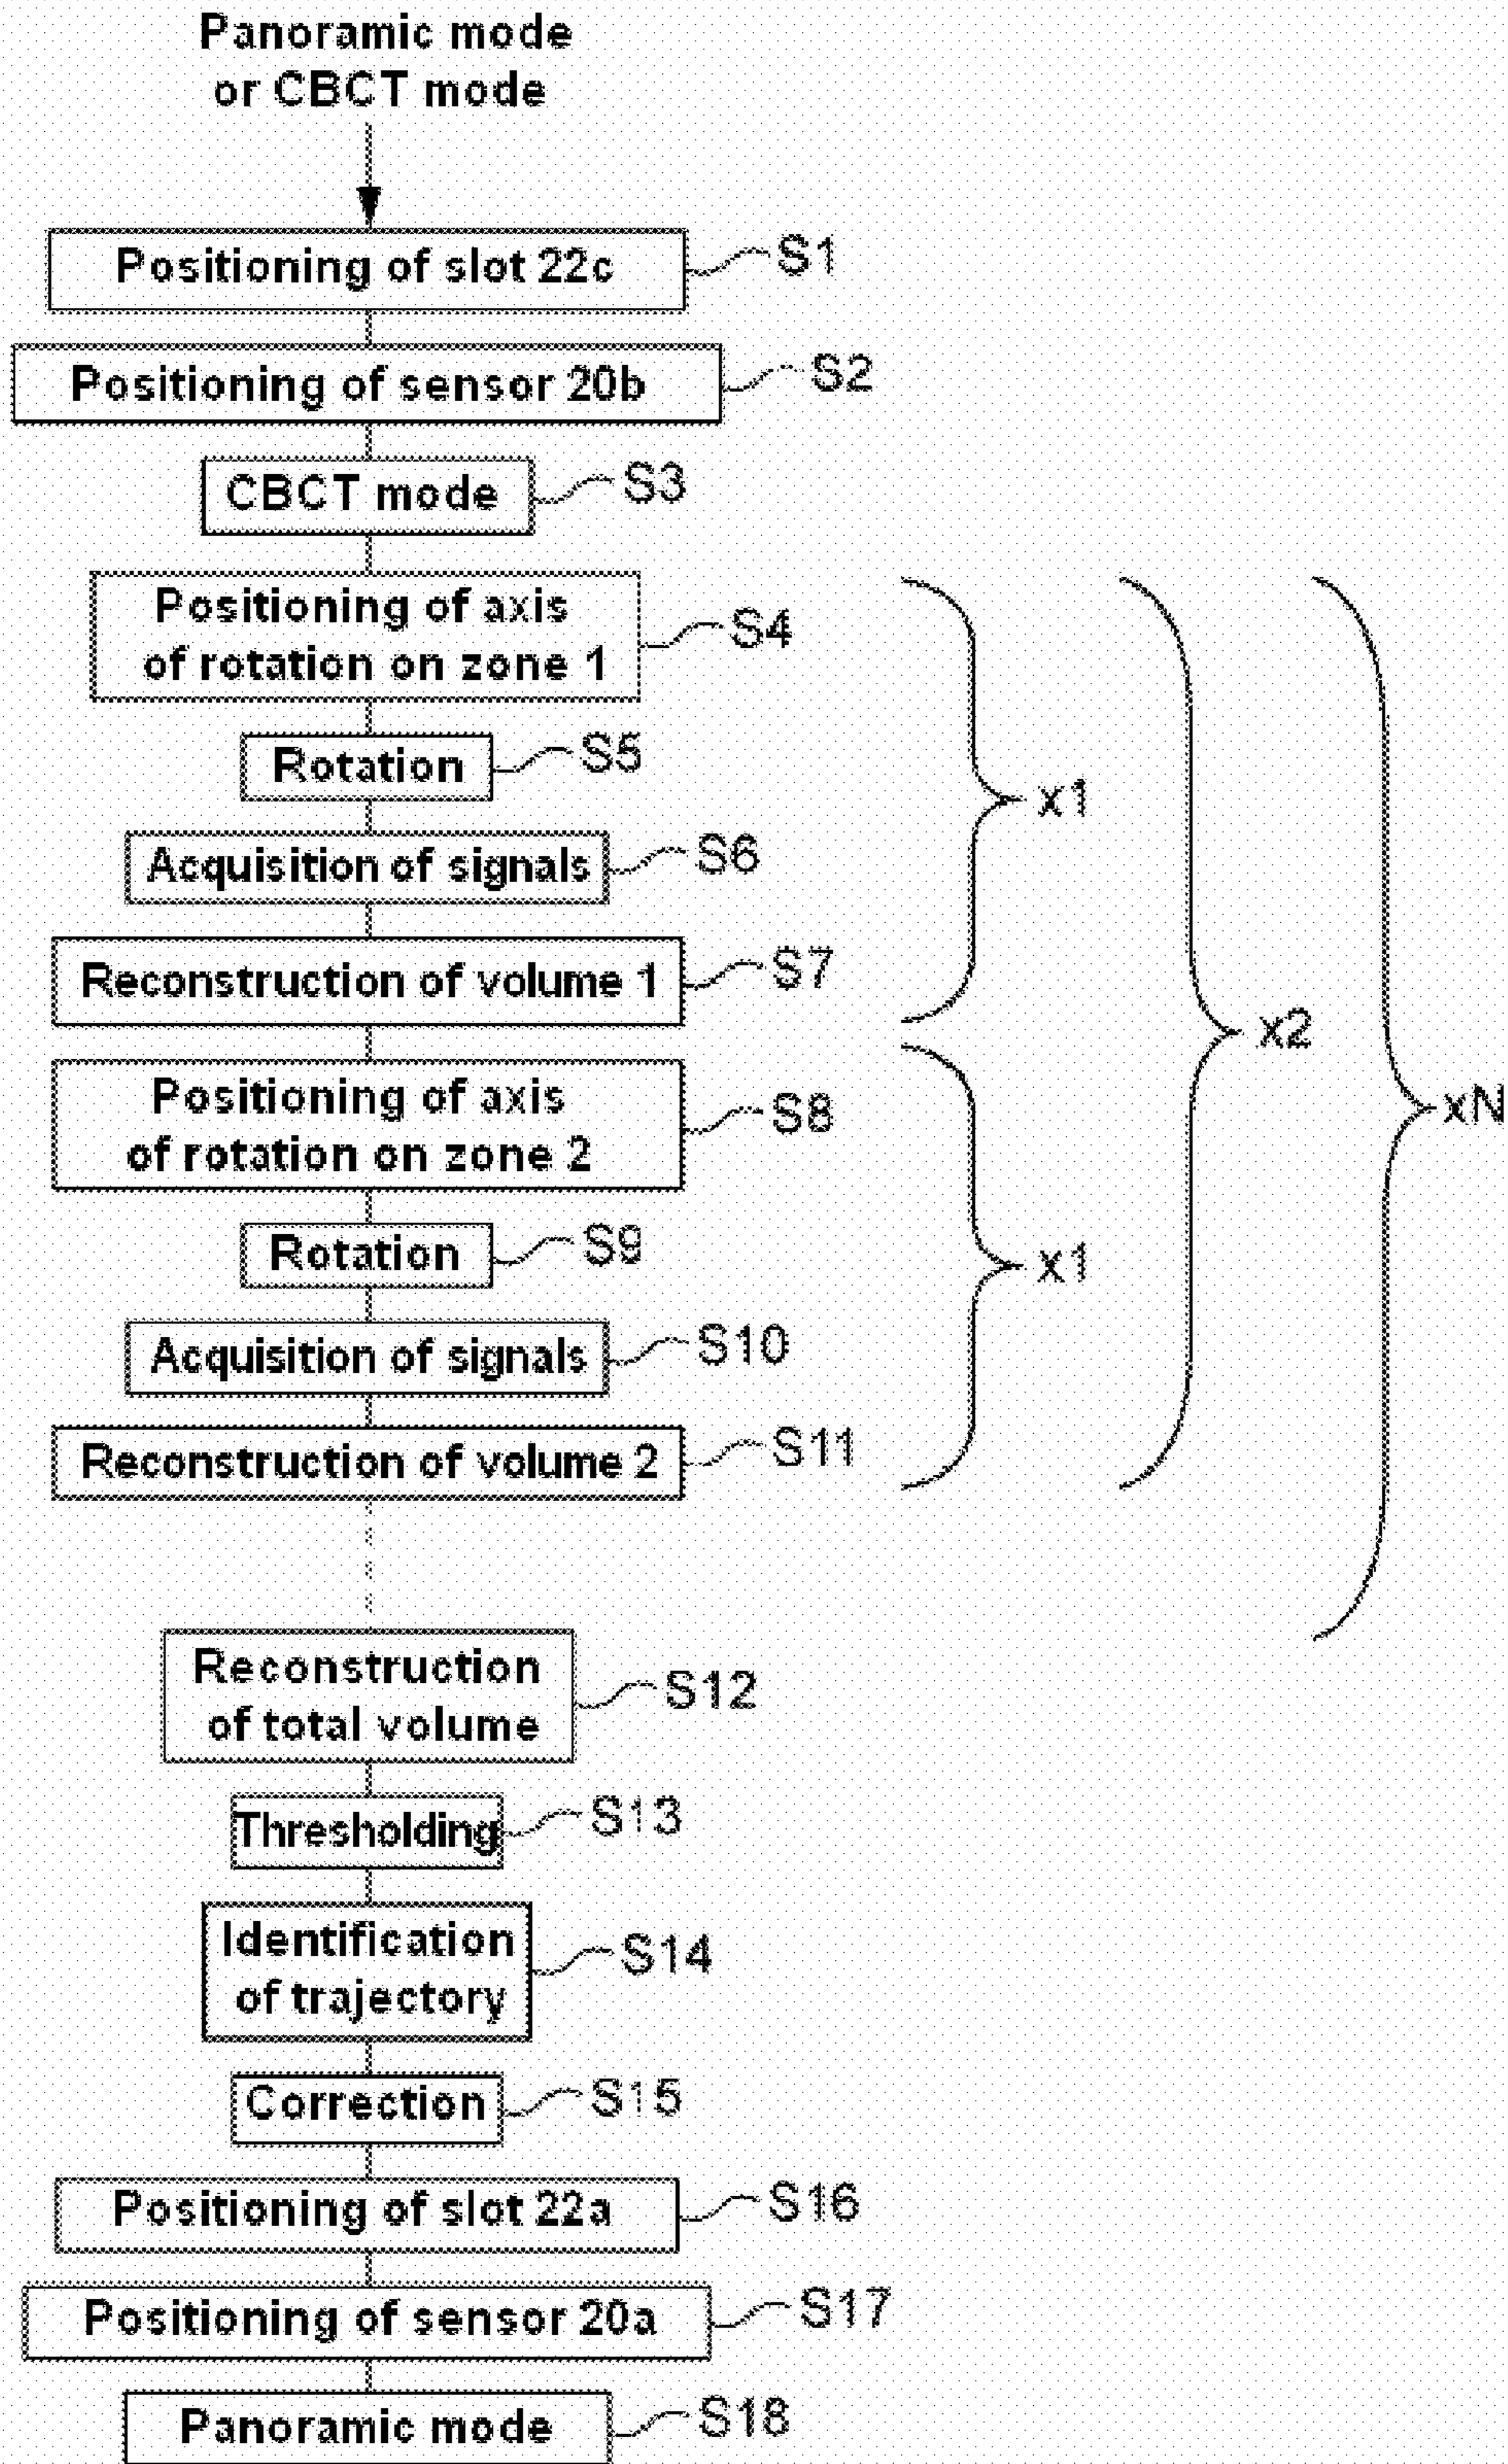 Panoramic mode
or CBCT mode
Positioning of slot 22c
S1
Positioning of sensor 20b
S2
CBCT mode
S3
Positioning of axis
of rotation on zone 1
S4
Rotation
S5
Acquisition of signals
S6
Reconstruction of volume 1
S7
x1
Positioning of axis
of rotation on zone 2
S8
Rotation
S9
Acquisition of signals
S10
Reconstruction of volume 2
S11
x1
x2
xN
Reconstruction
of total volume
S12
Thresholding
S13
Identification
of trajectory
S14
Correction
S15
Positioning of slot 22a
S16
Positioning of sensor 20a
S17
Panoramic mode
S18